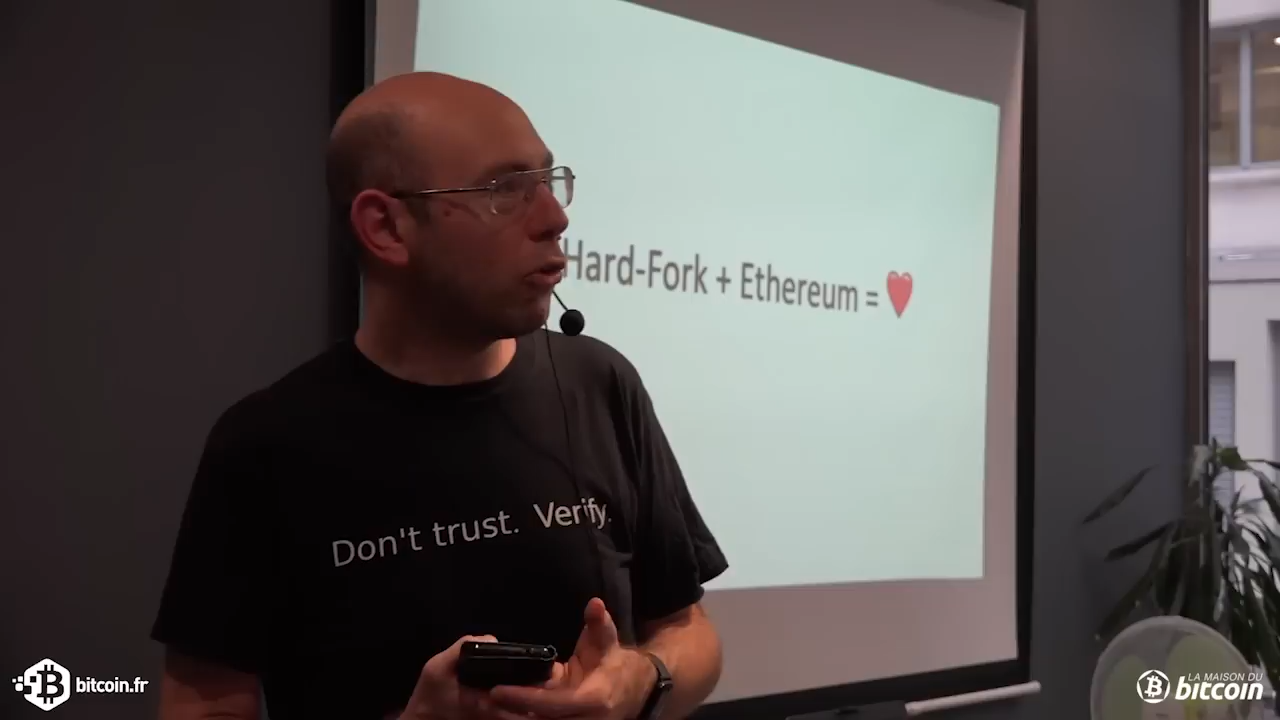 Hard-Fork + Ethereum = ❤
Don't trust. Verify.
bitcoin.fr
LA MAISON DU
bitcoin